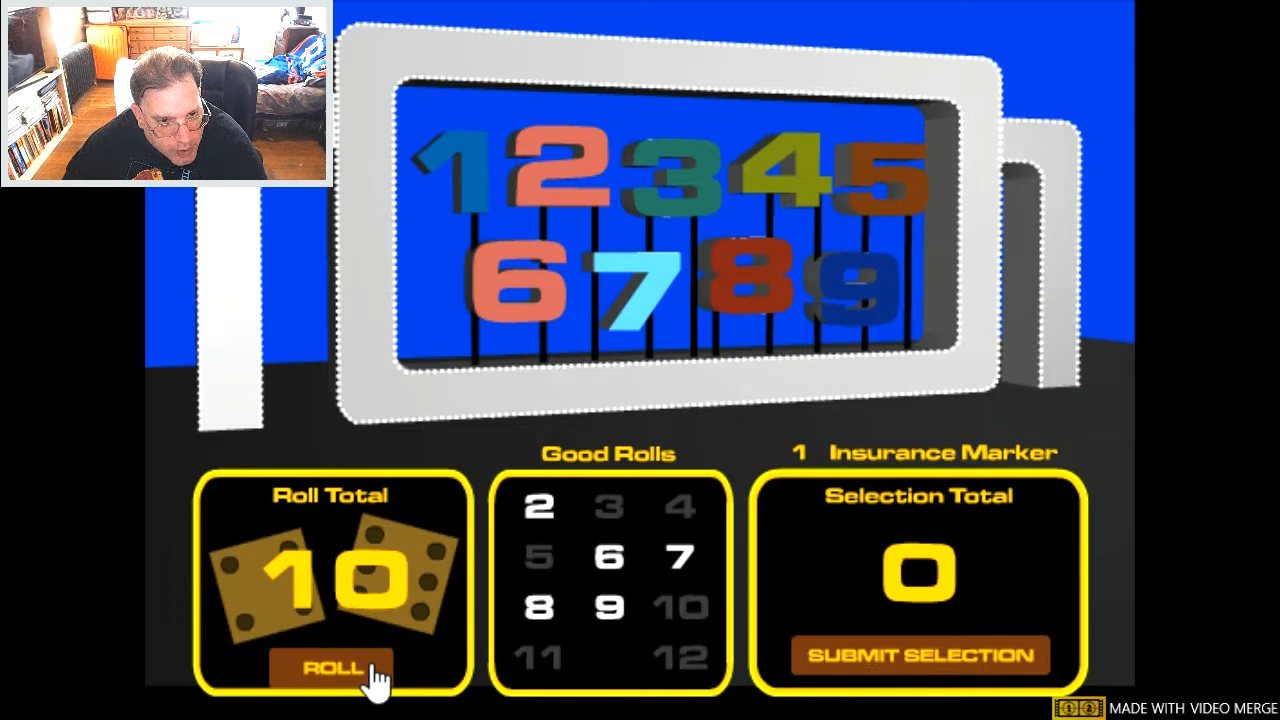 1 2 3 4 5
6 7 8 9
Good Rolls
1 Insurance Marker
Roll Total
10
ROLL
2 3 4
5 6 7
8 9 10
11 12
Selection Total
0
SUBMIT SELECTION
MADE WITH VIDEO MERGE